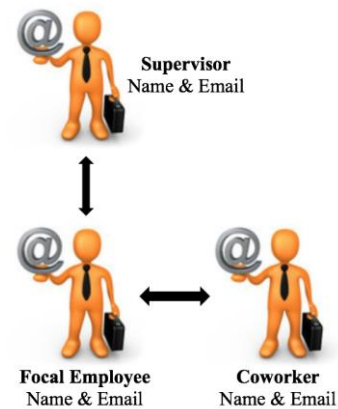 @
Supervisor
Name & Email
@
@
Focal Employee
Name & Email
Coworker
Name & Email